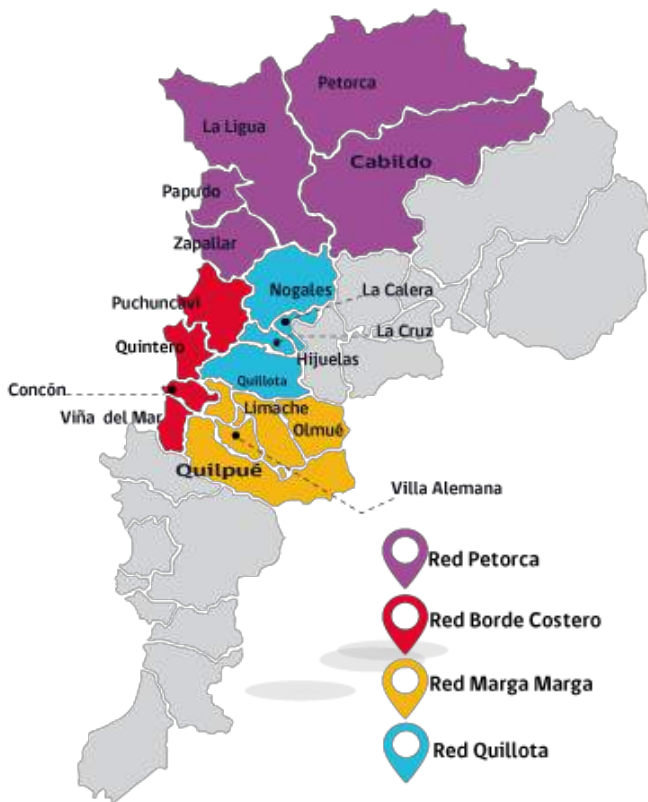 Petorca
La Ligua
Cabildo
Papudo
Zapallar
Nogales
La Calera
Puchuncaví
La Cruz
Quintero
Hijuelas
Quillota
Concón
Limache
Viña del Mar
Olmué
Quilpué
Villa Alemana
Red Petorca
Red Borde Costero
Red Marga Marga
Red Quillota